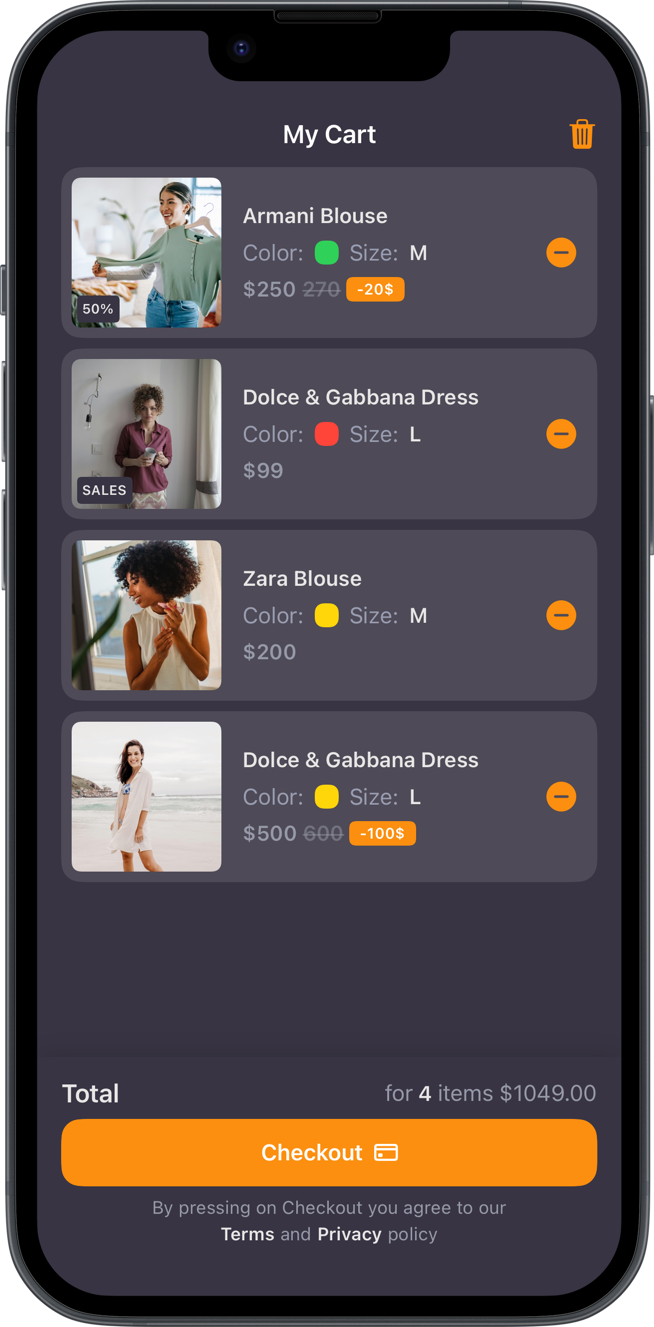 My Cart
Armani Blouse
Color: Size: M
$250 270 -20$
50%
Dolce & Gabbana Dress
Color: Size: L
$99
SALES
Zara Blouse
Color: Size: M
$200
Dolce & Gabbana Dress
Color: Size: L
$500 600 -100$
Total for 4 items $1049.00
Checkout
By pressing on Checkout you agree to our
Terms and Privacy policy